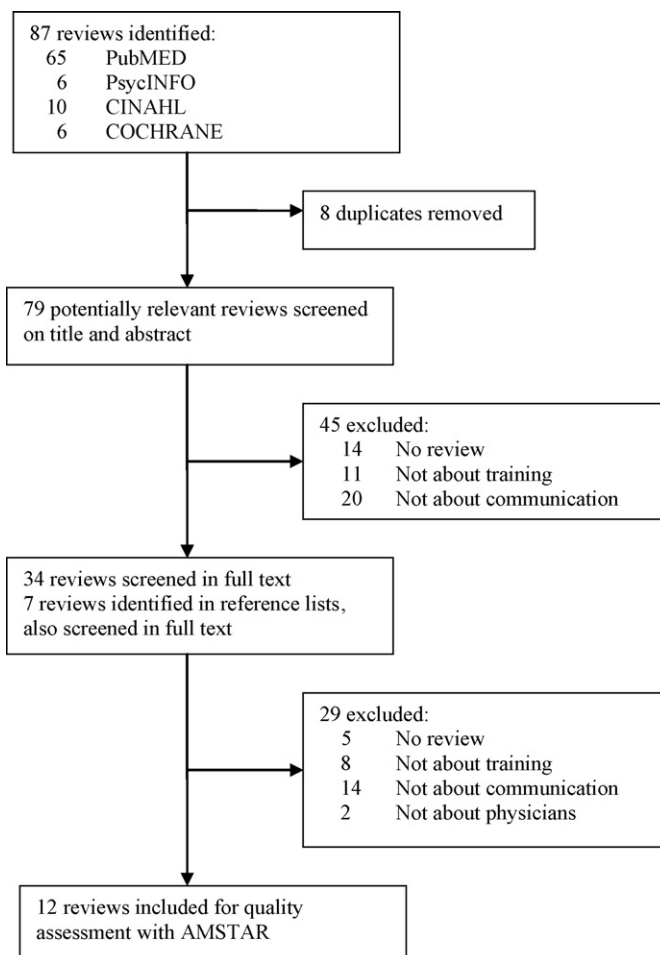 87 reviews identified:
65 PubMED
6 PsycINFO
10 CINAHL
6 COCHRANE
8 duplicates removed
79 potentially relevant reviews screened
on title and abstract
45 excluded:
14 No review
11 Not about training
20 Not about communication
34 reviews screened in full text
7 reviews identified in reference lists,
also screened in full text
29 excluded:
5 No review
8 Not about training
14 Not about communication
2 Not about physicians
12 reviews included for quality
assessment with AMSTAR